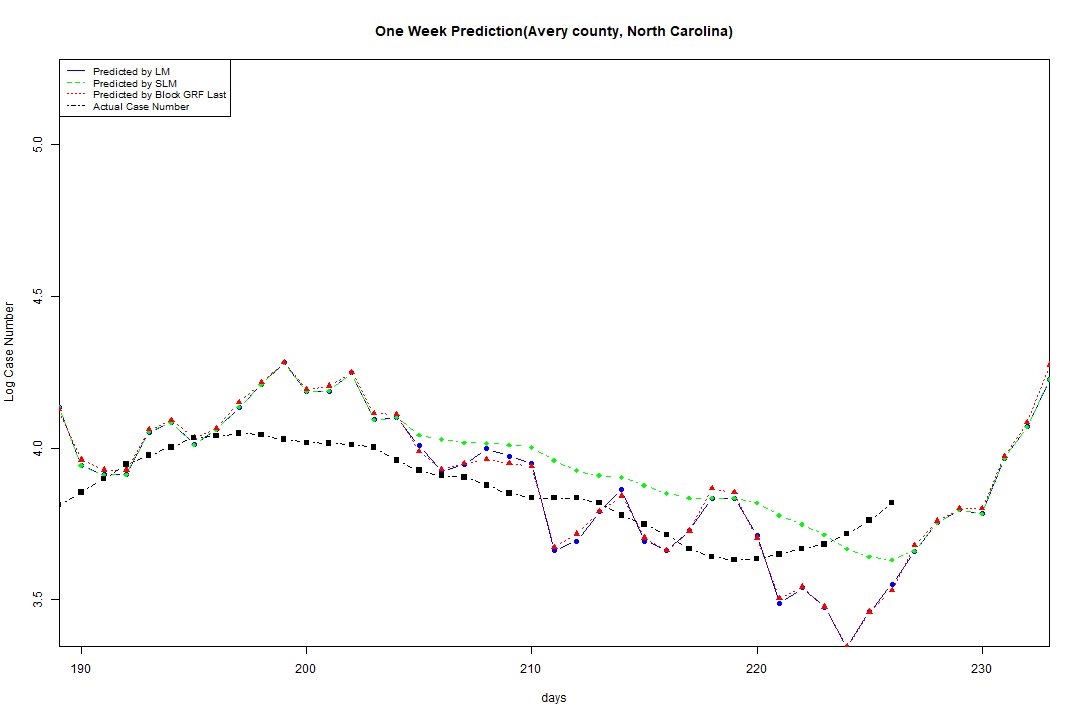 One Week Prediction(Avery county, North Carolina)
Predicted by LM
Predicted by SLM
Predicted by Block GRF Last
Actual Case Number
5.0
4.5
4.0
3.5
Log Case Number
190 200 210 220 230
days